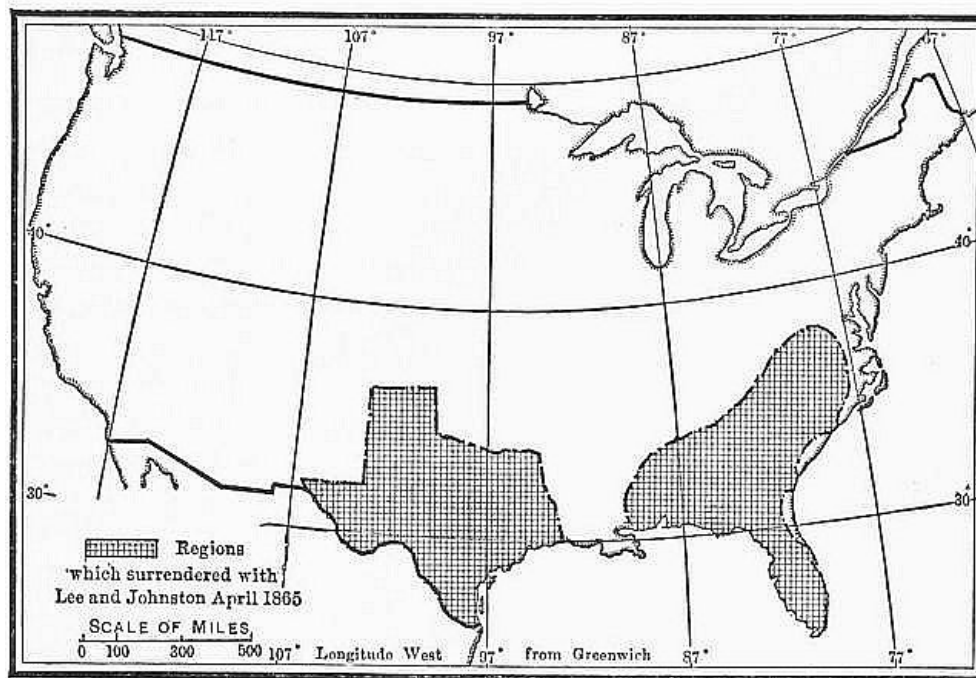 117° 107° 97° 87° 77° 67°
40° 40°
30° 30°
Regions
which surrendered with
Lee and Johnston April 1865
SCALE OF MILES
0 100 300 500
107° Longitude West 97° from Greenwich 87° 77°